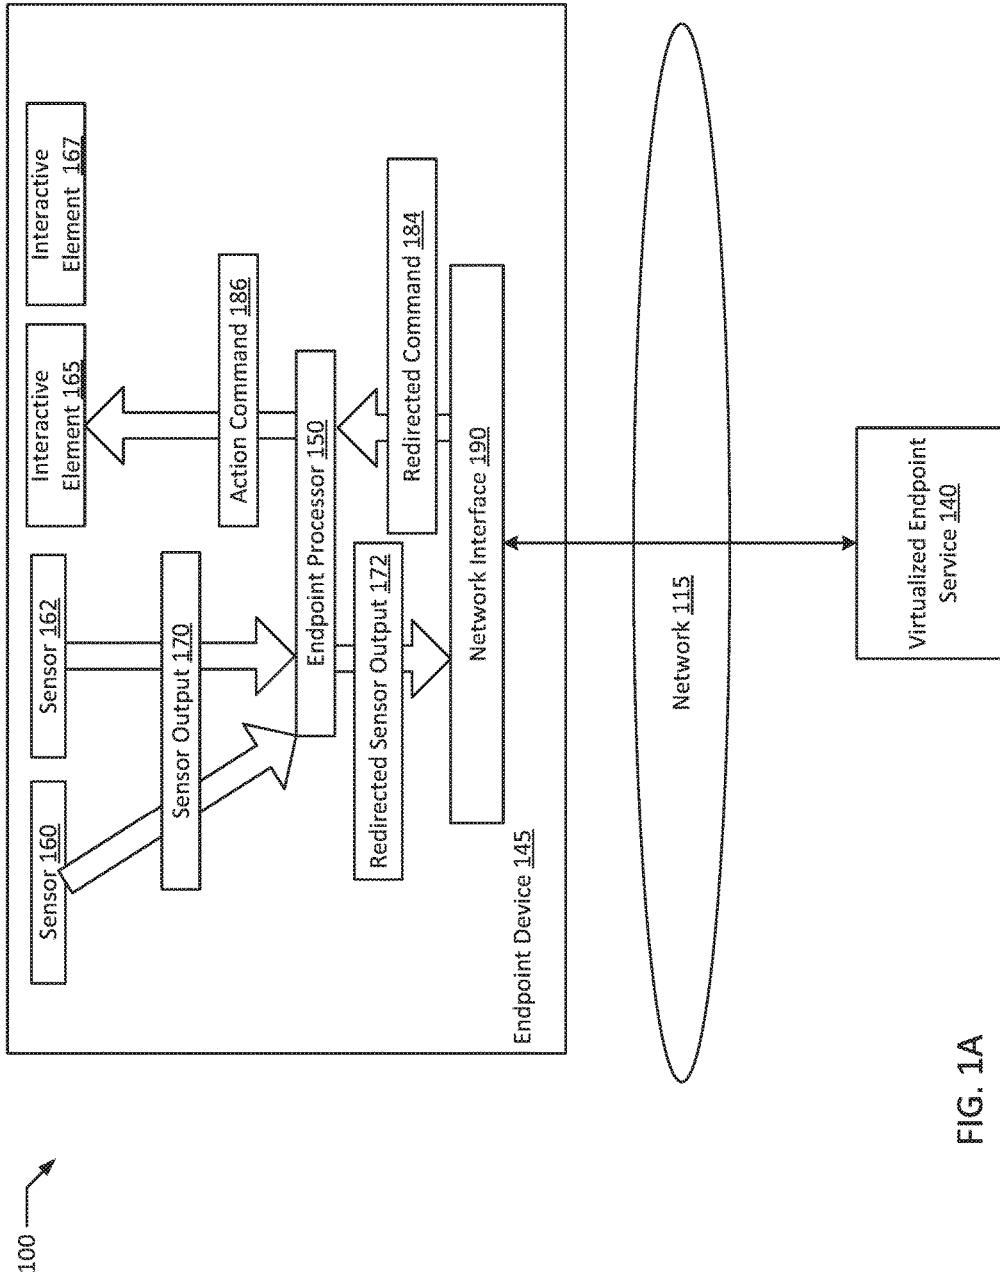 100
Sensor 160
Sensor 162
Interactive
Element 165
Interactive
Element 167
Sensor Output 170
Action Command 186
Endpoint Processor 150
Redirected Sensor Output 172
Redirected Command 184
Network Interface 190
Endpoint Device 145
Network 115
Virtualized Endpoint
Service 140
FIG. 1A